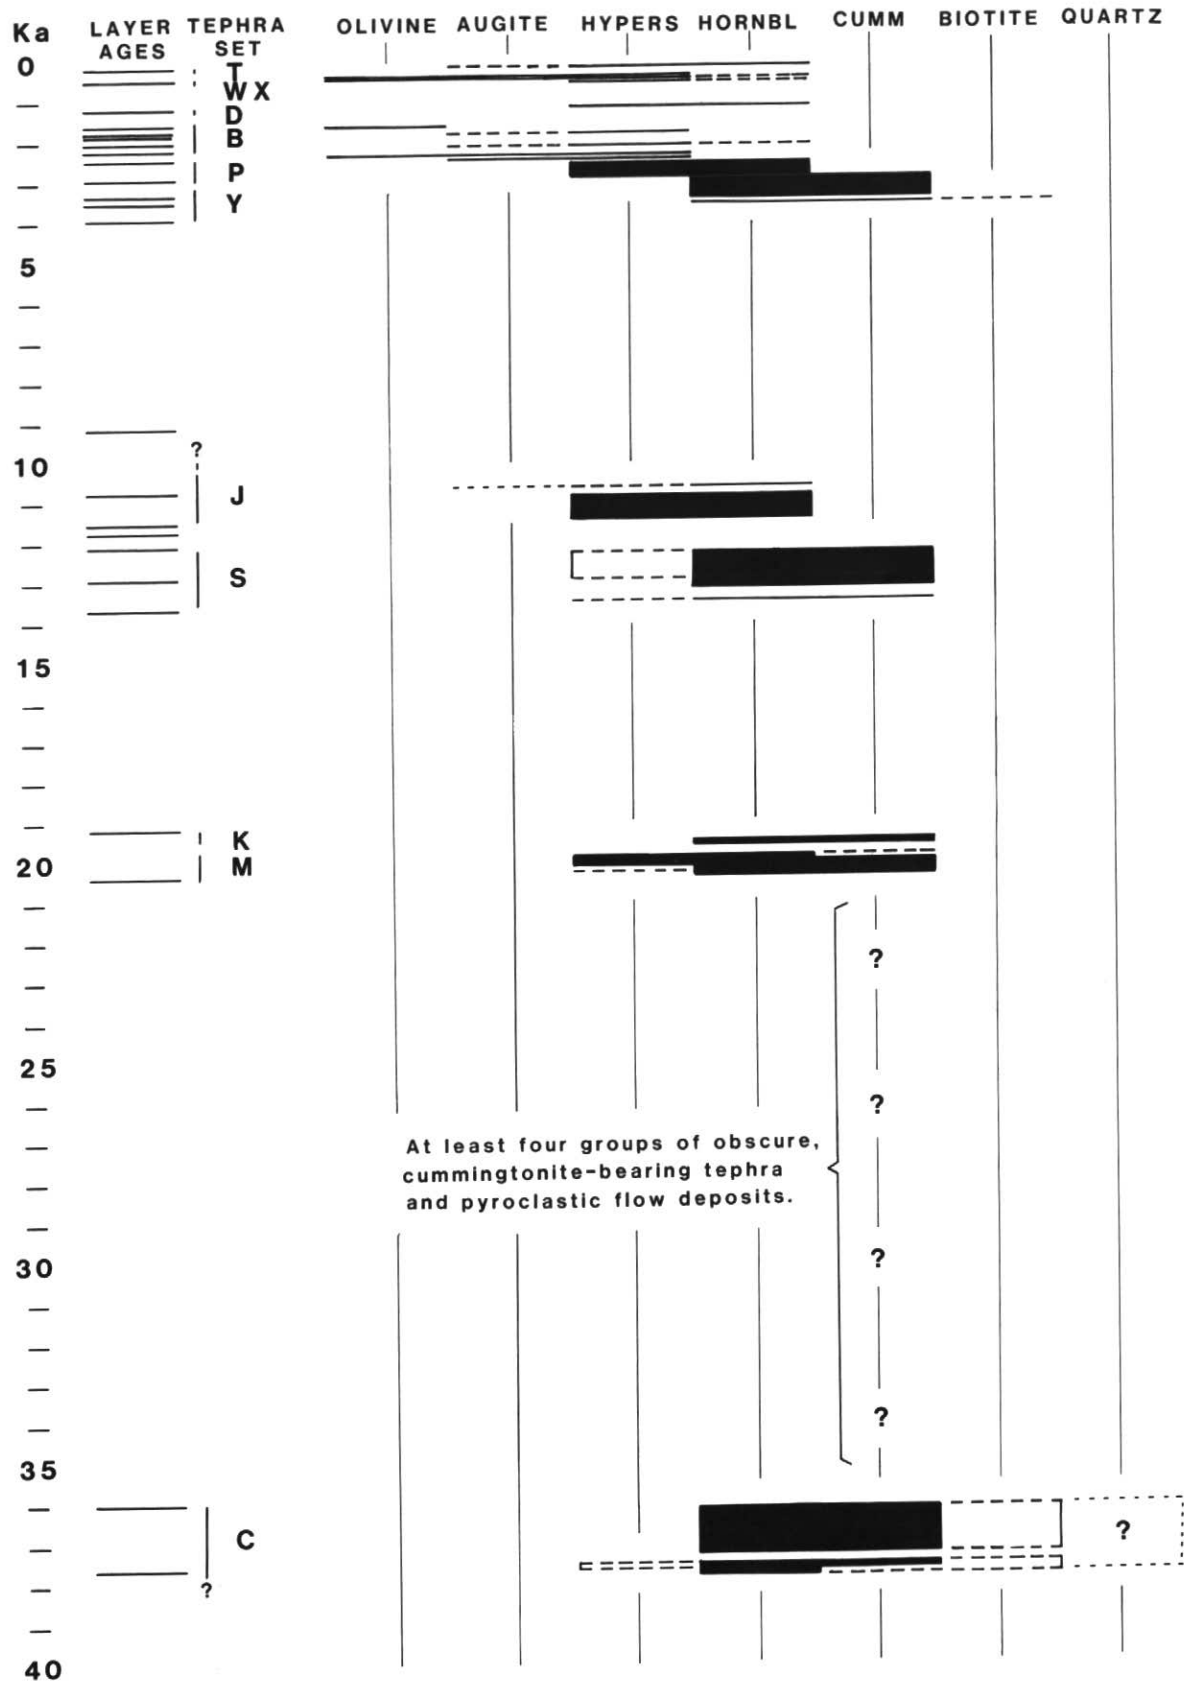 Ka LAYER AGES TEPHRA SET OLIVINE AUGITE HYPERS HORNBL CUMM BIOTITE QUARTZ
0
T
W X
D
B
P
Y
5
?
10
J
S
15
K
20
M
?
25
?
At least four groups of obscure,
cummingtonite-bearing tephra
and pyroclastic flow deposits.
30
?
?
35
C
?
?
40